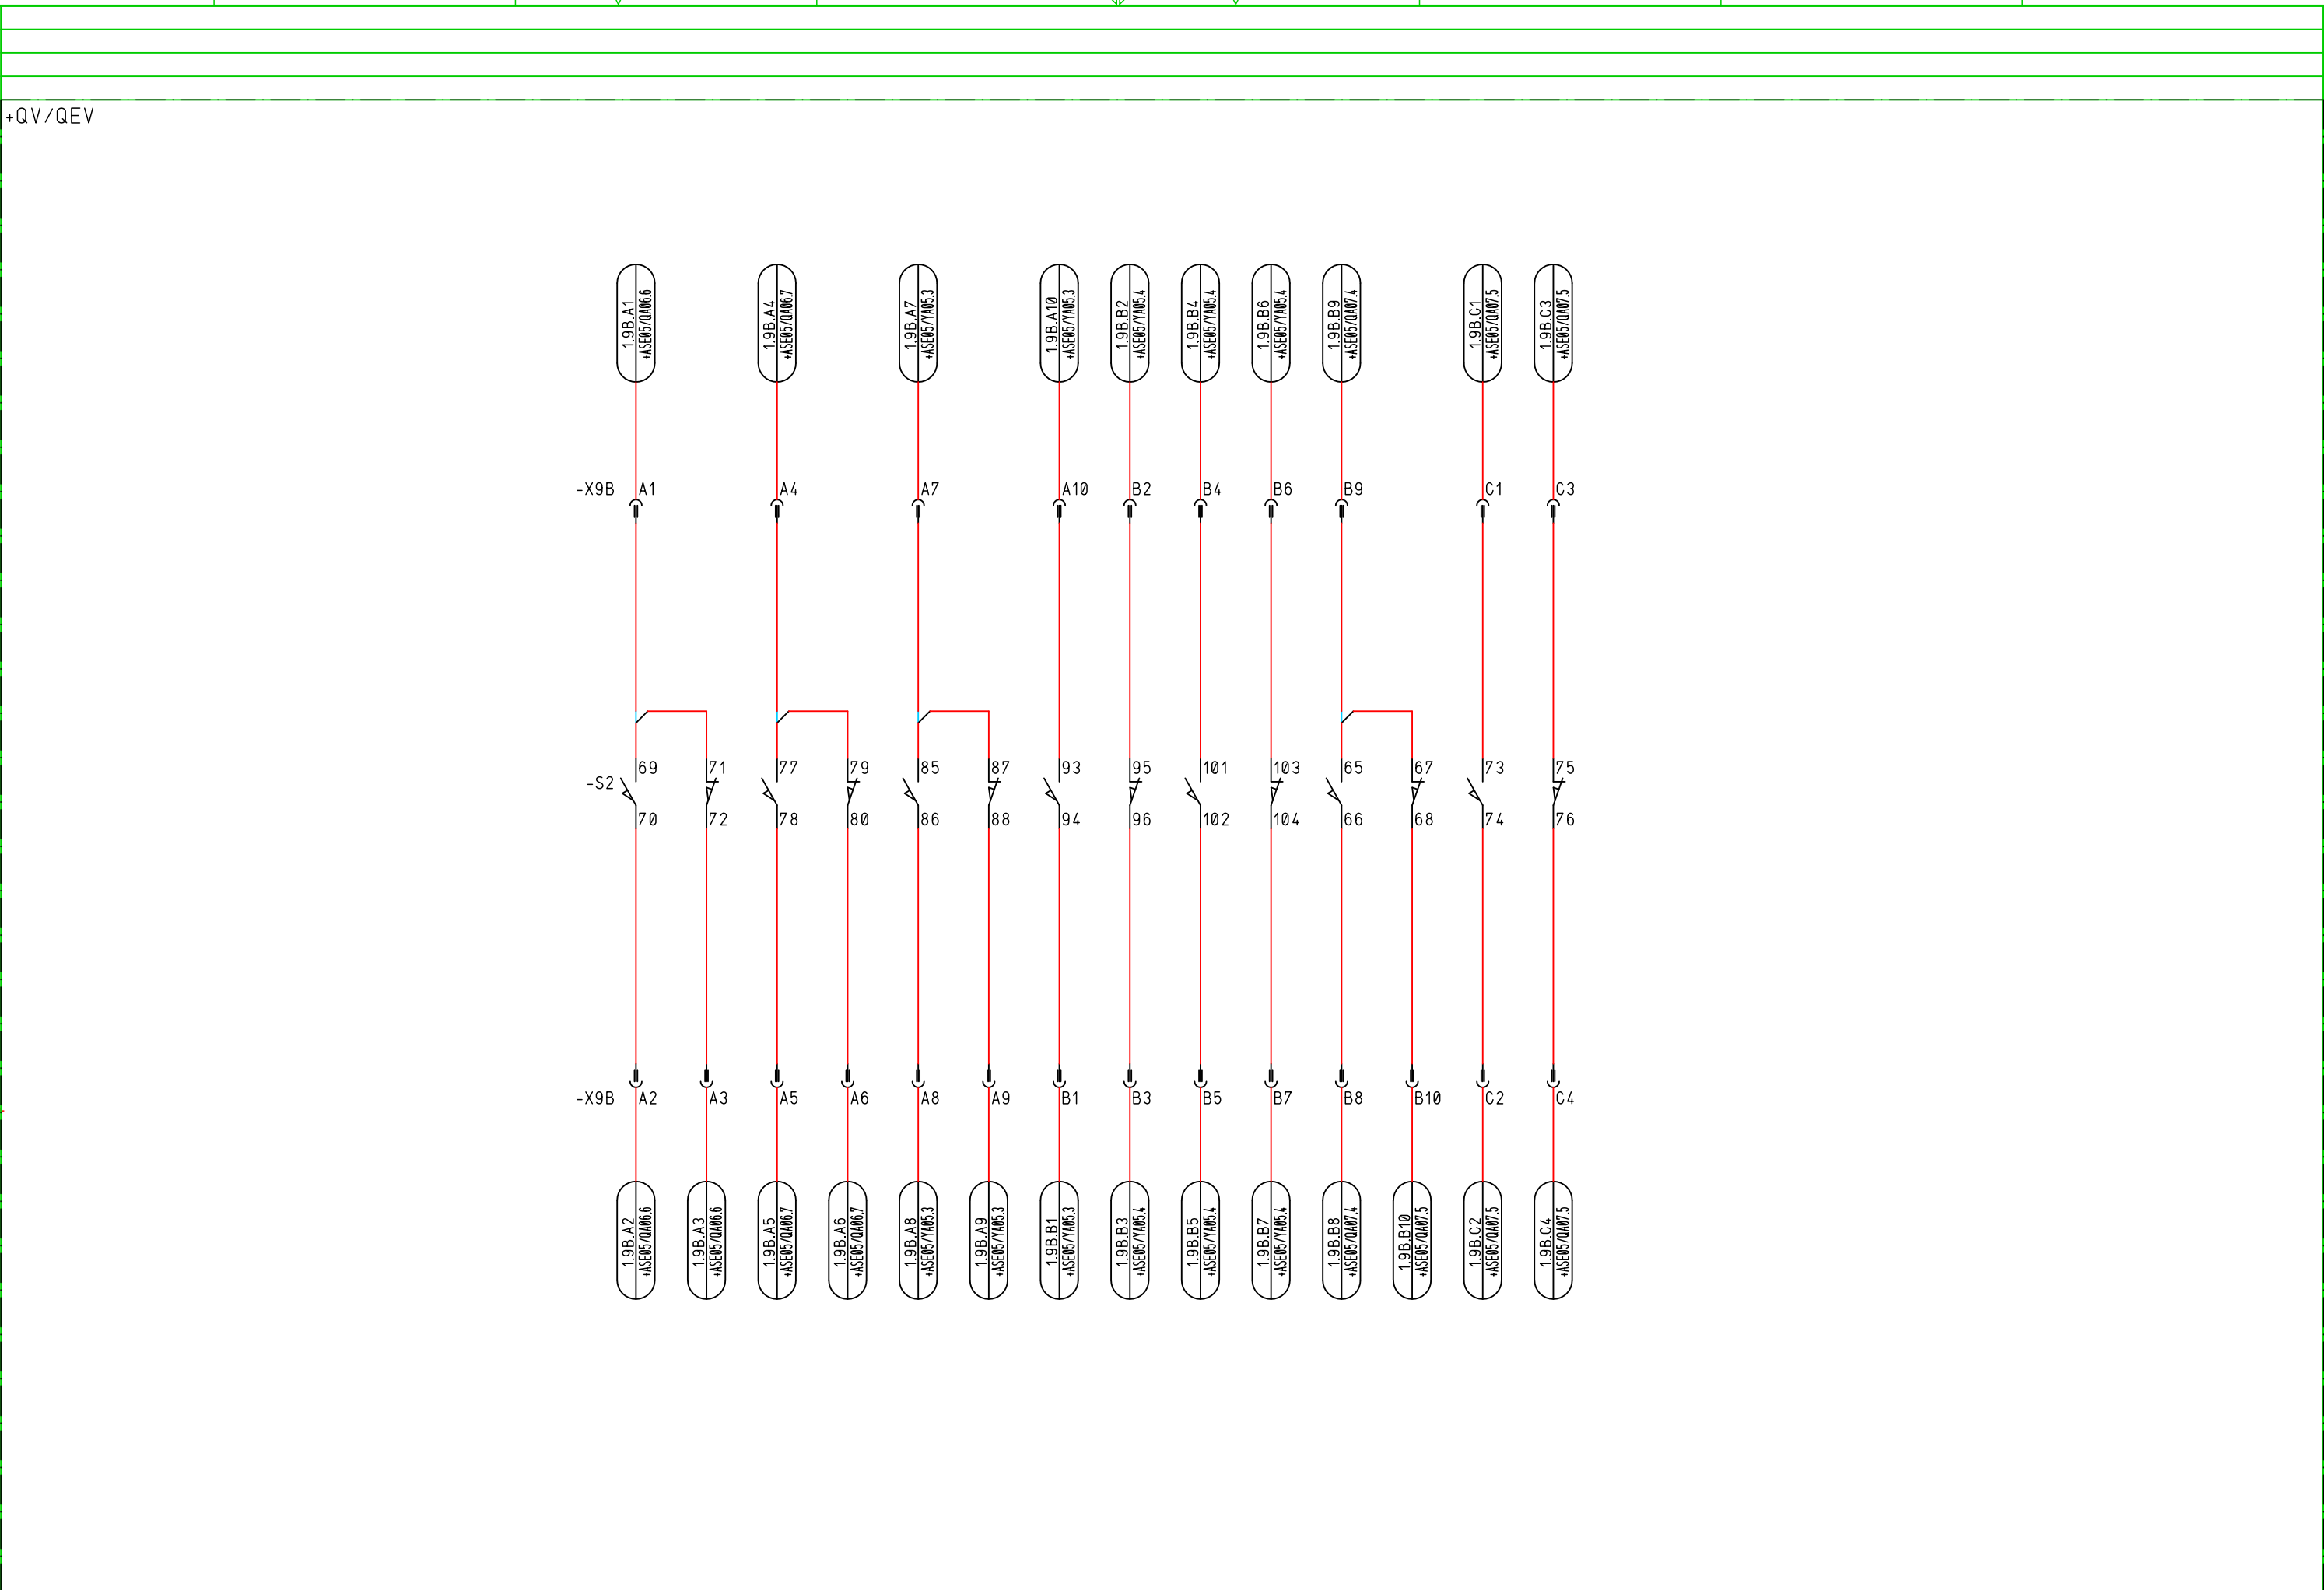 +QV/QEV
1.9B.A1 1.9B.A4 1.9B.A7 1.9B.A10 1.9B.B2 1.9B.B4 1.9B.B6 1.9B.B9 1.9B.C1 1.9B.C3
+ASE05/QA06.6 +ASE05/QA06.7 +ASE05/YA05.3 +ASE05/YA05.3 +ASE05/YA05.4 +ASE05/YA05.4 +ASE05/YA05.4 +ASE05/QA07.4 +ASE05/QA07.5 +ASE05/QA07.5
-X9B A1 A4 A7 A10 B2 B4 B6 B9 C1 C3
69 71 77 79 85 87 93 95 101 103 65 67 73 75
-S2
70 72 78 80 86 88 94 96 102 104 66 68 74 76
-X9B A2 A3 A5 A6 A8 A9 B1 B3 B5 B7 B8 B10 C2 C4
1.9B.A2 1.9B.A3 1.9B.A5 1.9B.A6 1.9B.A8 1.9B.A9 1.9B.B1 1.9B.B3 1.9B.B5 1.9B.B7 1.9B.B8 1.9B.B10 1.9B.C2 1.9B.C4
+ASE05/QA06.6 +ASE05/QA06.6 +ASE05/QA06.7 +ASE05/QA06.7 +ASE05/YA05.3 +ASE05/YA05.3 +ASE05/YA05.3 +ASE05/YA05.4 +ASE05/YA05.4 +ASE05/YA05.4 +ASE05/QA07.4 +ASE05/QA07.5 +ASE05/QA07.5 +ASE05/QA07.5